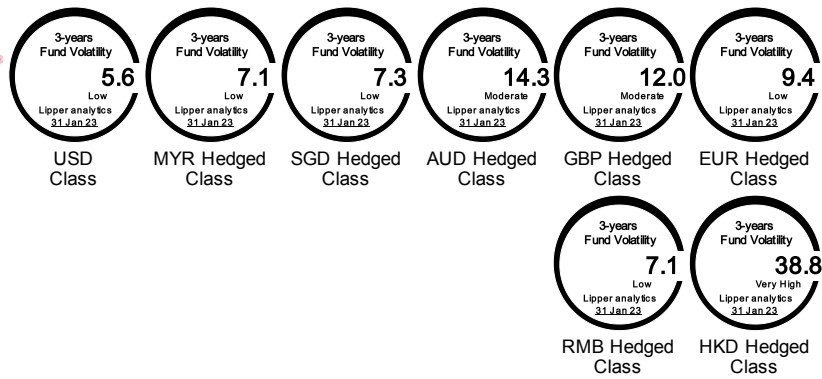 3-years
Fund Volatility
5.6
Low
Lipper analytics
31 Jan 23
USD
Class
3-years
Fund Volatility
7.1
Low
Lipper analytics
31 Jan 23
MYR Hedged
Class
3-years
Fund Volatility
7.3
Low
Lipper analytics
31 Jan 23
SGD Hedged
Class
3-years
Fund Volatility
14.3
Moderate
Lipper analytics
31 Jan 23
AUD Hedged
Class
3-years
Fund Volatility
12.0
Moderate
Lipper analytics
31 Jan 23
GBP Hedged
Class
3-years
Fund Volatility
9.4
Low
Lipper analytics
31 Jan 23
EUR Hedged
Class
3-years
Fund Volatility
7.1
Low
Lipper analytics
31 Jan 23
RMB Hedged
Class
3-years
Fund Volatility
38.8
Very High
Lipper analytics
31 Jan 23
HKD Hedged
Class